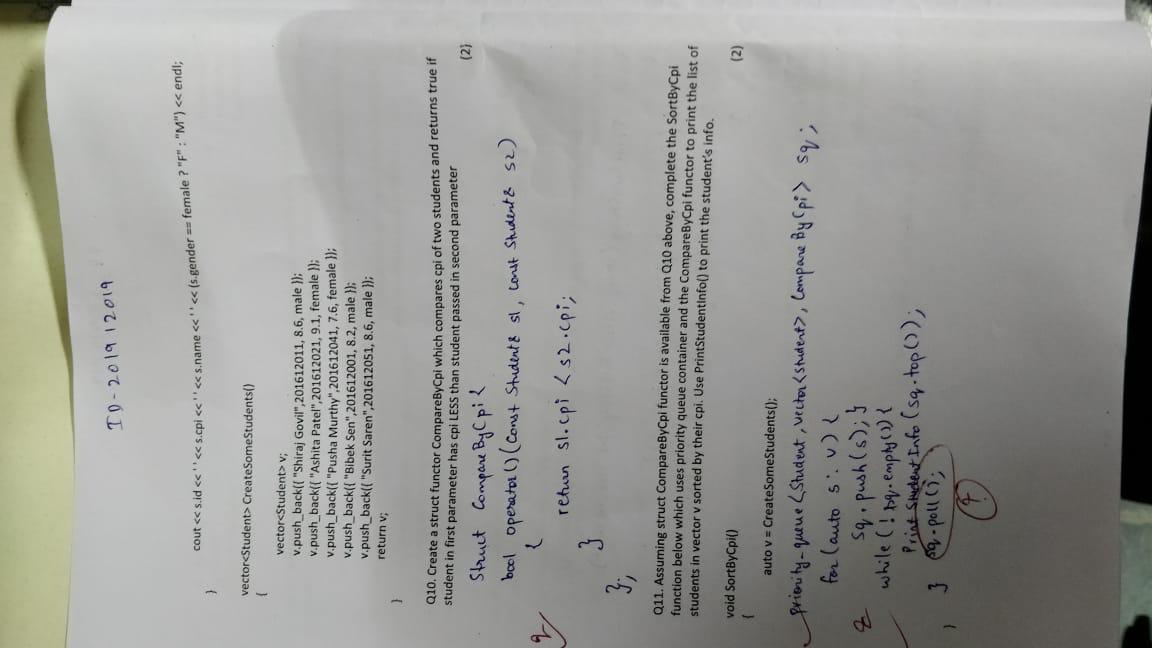 ID-201912019
cout << s.id << ' ' << s.cpi << ' ' << s.name << ' ' << (s.gender == female ? "F" : "M") << endl;
}
vector<Student> CreateSomeStudents()
{
vector<Student> v;
v.push_back({ "Shiraj Govil",201612011, 8.6, male });
v.push_back({ "Ashita Patel",201612021, 9.1, female });
v.push_back({ "Pusha Murthy",201612041, 7.6, female });
v.push_back({ "Bibek Sen",201612001, 8.2, male });
v.push_back({ "Surit Saren",201612051, 8.6, male });
return v;
}
Q10. Create a struct functor CompareByCpi which compares cpi of two students and returns true if
student in first parameter has cpi LESS than student passed in second parameter
(2)
Struct CompareByCpi {
bool operator()(Const Student& s1, const Student& s2)
{
return s1.cpi < s2.cpi;
}
};
2
Q11. Assuming struct CompareByCpi functor is available from Q10 above, complete the SortByCpi
function below which uses priority queue container and the CompareByCpi functor to print the list of
students in vector v sorted by their cpi. Use PrintStudentInfo() to print the student's info.
(2)
void SortByCpi()
{
auto v = CreateSomeStudents();
priority_queue <Student, vector<student>, CompareByCpi> sq;
for (auto s : v) {
sq.push(s); }
2
while (! sq.empty()) {
Print Student Info (sq.top());
} sq.poll();
}